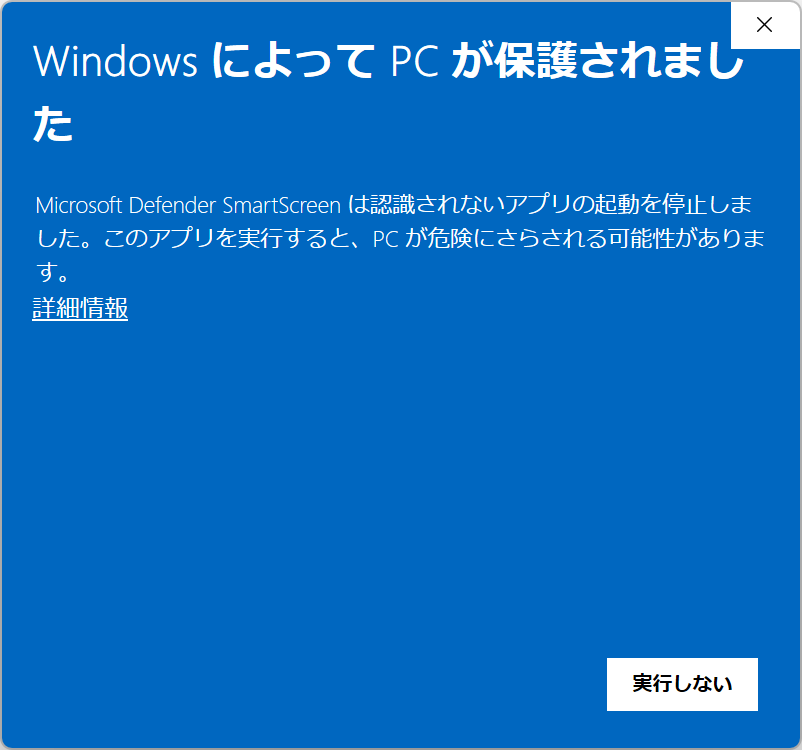 Windows によって PC が保護されまし
た
Microsoft Defender SmartScreen は認識されないアプリの起動を停止しま
した。このアプリを実行すると、PC が危険にさらされる可能性がありま
す。
詳細情報
実行しない